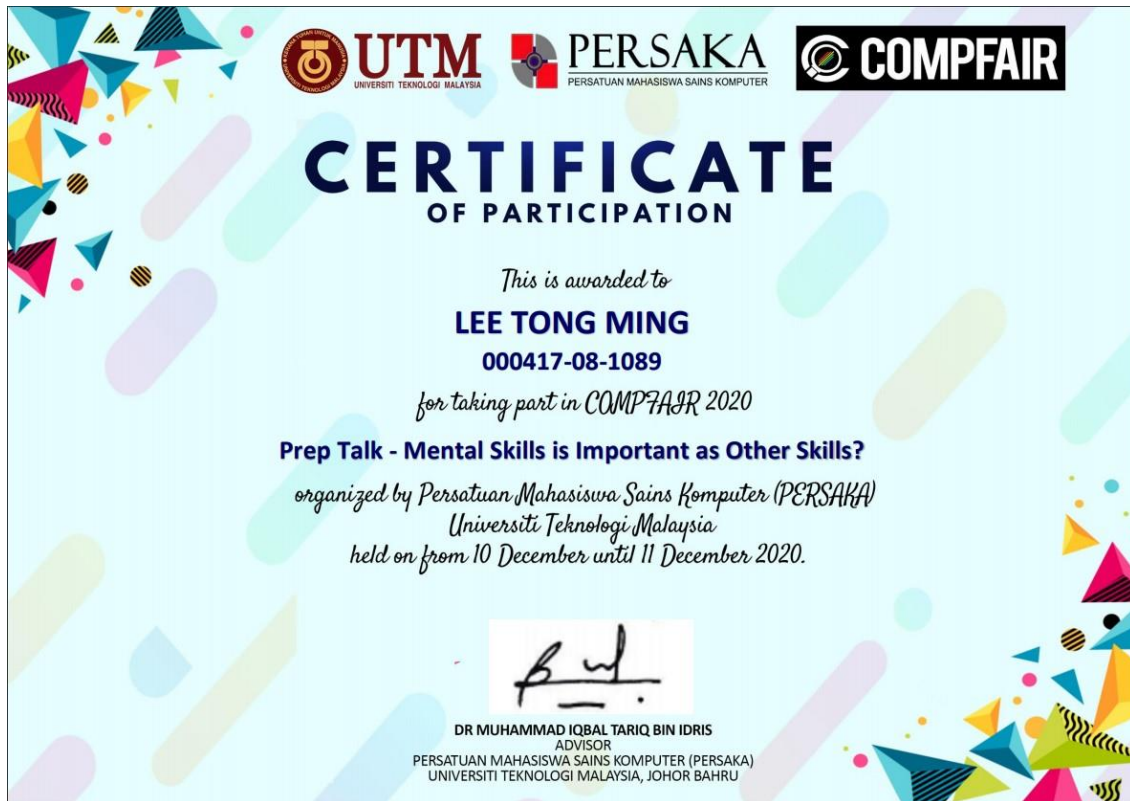 UTM
UNIVERSITI TEKNOLOGI MALAYSIA
PERSAKA
PERSATUAN MAHASISWA SAINS KOMPUTER
COMPFAIR
CERTIFICATE
OF PARTICIPATION
This is awarded to
LEE TONG MING
000417-08-1089
for taking part in COMPFAIR 2020
Prep Talk - Mental Skills is Important as Other Skills?
organized by Persatuan Mahasiswa Sains Komputer (PERSAKA)
Universiti Teknologi Malaysia
held on from 10 December until 11 December 2020.
DR MUHAMMAD IQBAL TARIQ BIN IDRIS
ADVISOR
PERSATUAN MAHASISWA SAINS KOMPUTER (PERSAKA)
UNIVERSITI TEKNOLOGI MALAYSIA, JOHOR BAHRU